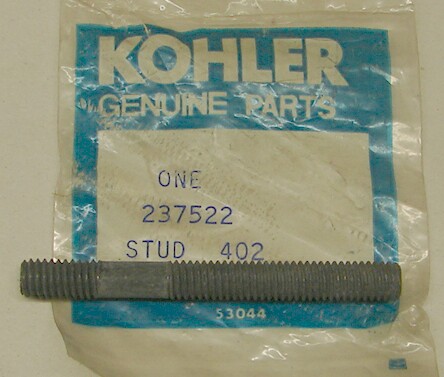 KOHLER
GENUINE PARTS
ONE
237522
STUD 402
53044